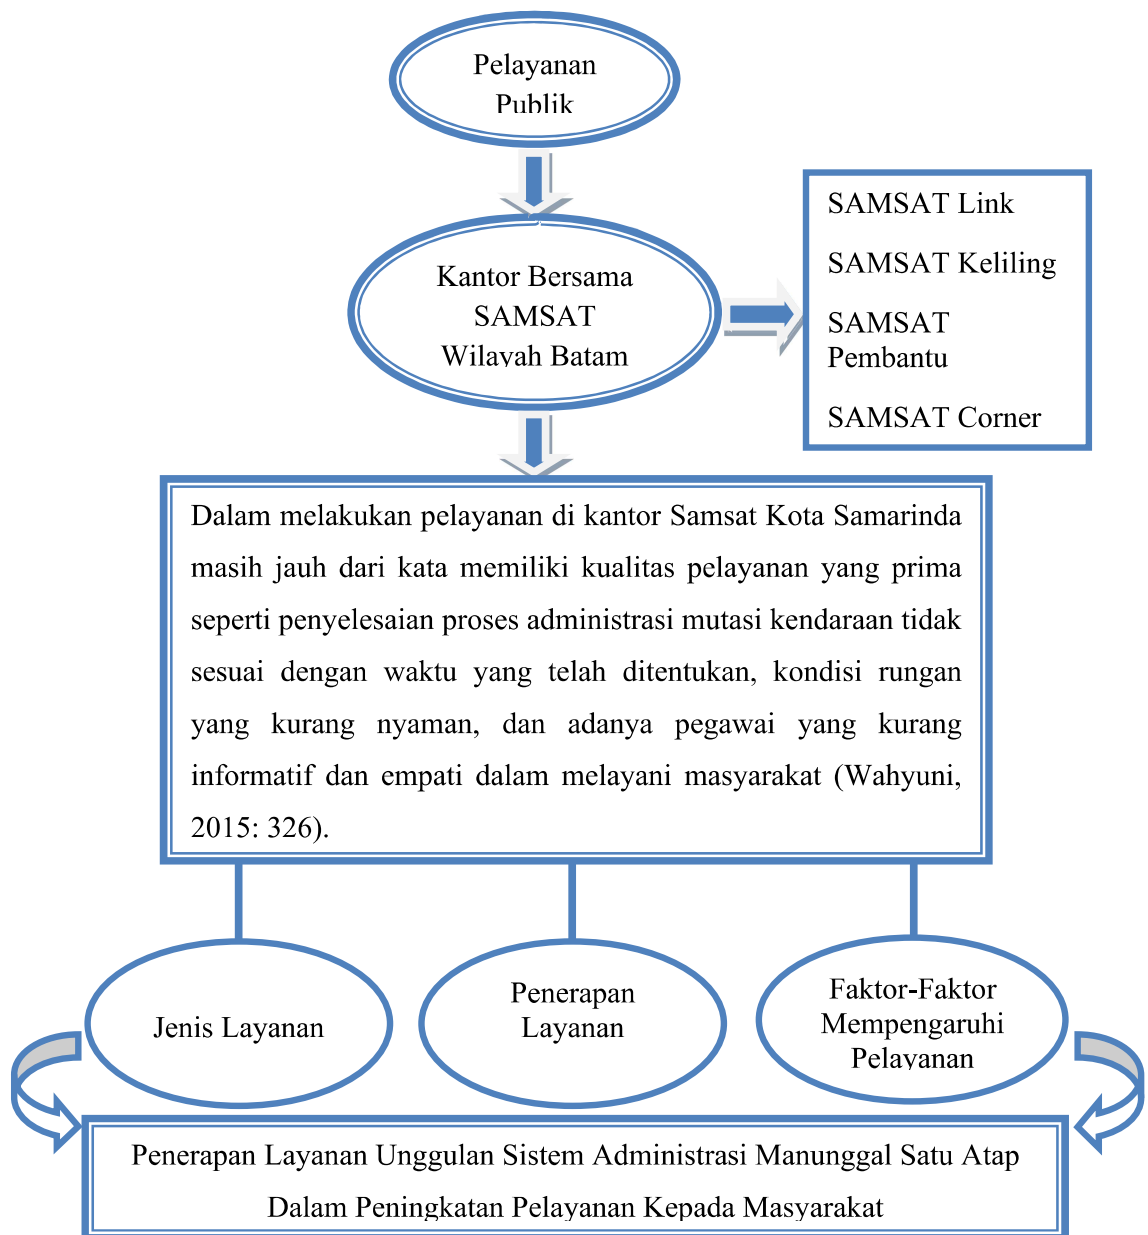 Pelayanan
Publik
Kantor Bersama
SAMSAT
Wilayah Batam
SAMSAT Link
SAMSAT Keliling
SAMSAT
Pembantu
SAMSAT Corner
Dalam melakukan pelayanan di kantor Samsat Kota Samarinda
masih jauh dari kata memiliki kualitas pelayanan yang prima
seperti penyelesaian proses administrasi mutasi kendaraan tidak
sesuai dengan waktu yang telah ditentukan, kondisi rungan
yang kurang nyaman, dan adanya pegawai yang kurang
informatif dan empati dalam melayani masyarakat (Wahyuni,
2015: 326).
Jenis Layanan
Penerapan
Layanan
Faktor-Faktor
Mempengaruhi
Pelayanan
Penerapan Layanan Unggulan Sistem Administrasi Manunggal Satu Atap
Dalam Peningkatan Pelayanan Kepada Masyarakat